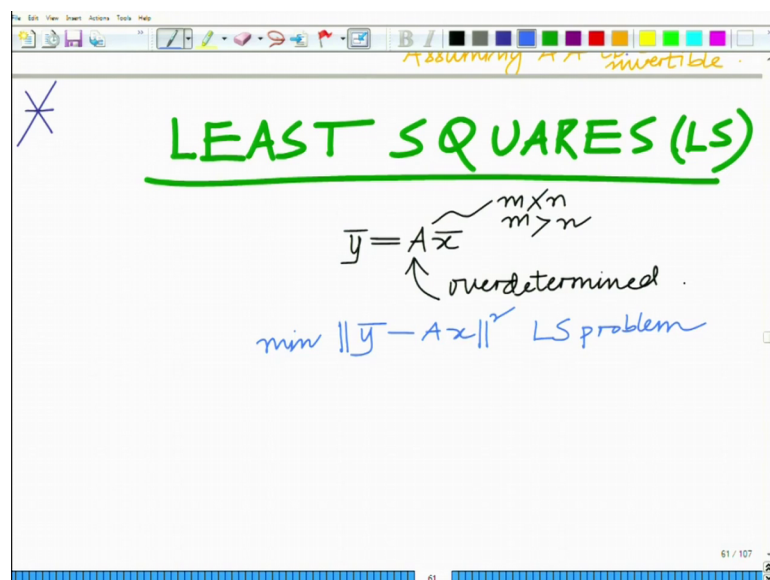 File Edit View Insert Actions Tools Help
B I
invertible.
LEAST SQUARES (LS)
m×n
m>n
y̅ = A x̅
overdetermined.
min ||y̅ - Ax||² LS problem
61 / 107
61